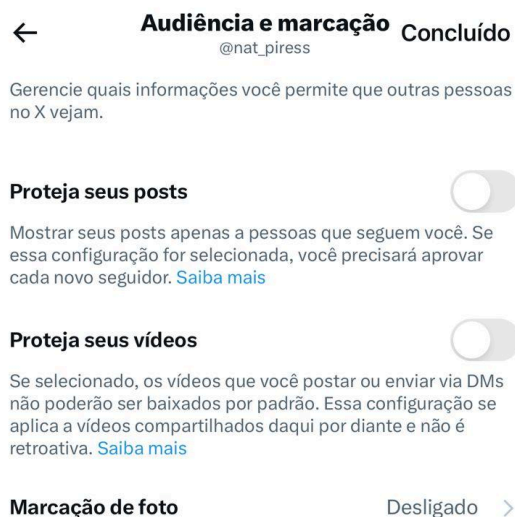 Audiência e marcação
Concluído
@nat_piress
Gerencie quais informações você permite que outras pessoas
no X vejam.
Proteja seus posts
Mostrar seus posts apenas a pessoas que seguem você. Se
essa configuração for selecionada, você precisará aprovar
cada novo seguidor. Saiba mais
Proteja seus vídeos
Se selecionado, os vídeos que você postar ou enviar via DMs
não poderão ser baixados por padrão. Essa configuração se
aplica a vídeos compartilhados daqui por diante e não é
retroativa. Saiba mais
Marcação de foto Desligado